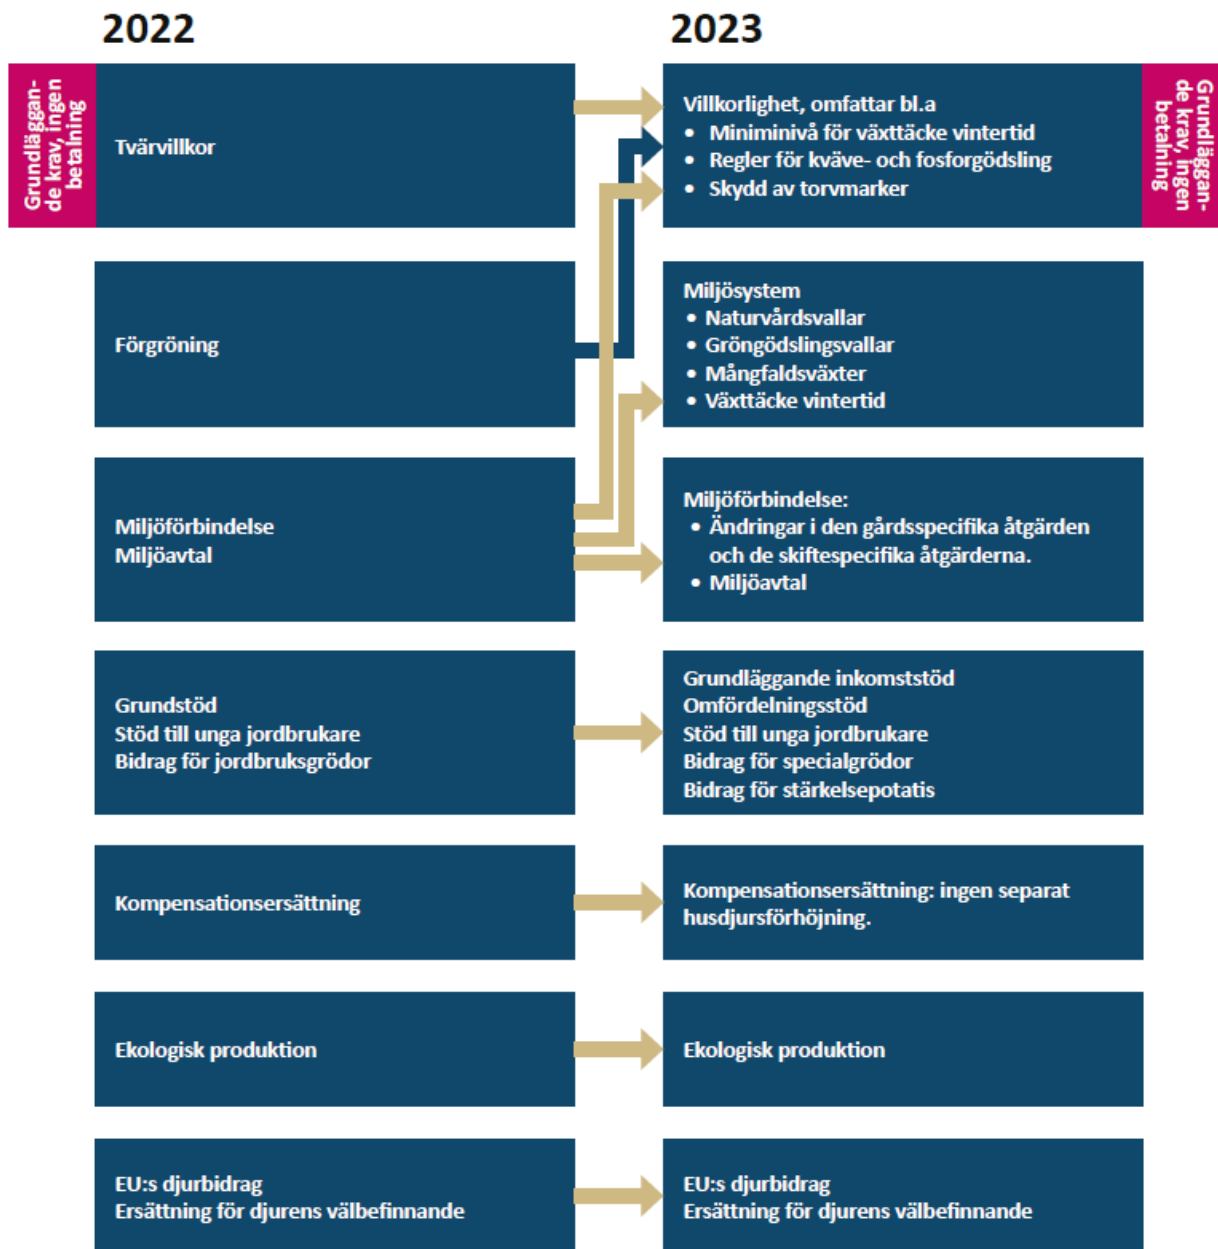 2022
2023
Grundläggan-
de krav, ingen
betalning
Tvärvillkor
Villkorlighet, omfattar bl.a
• Miniminivå för växttäcke vintertid
• Regler för kväve- och fosforgödsling
• Skydd av torvmarker
Grundläggan-
de krav, ingen
betalning
Förgröning
Miljösystem
• Naturvårdsvallar
• Gröngödslingsvallar
• Mångfaldsväxter
• Växttäcke vintertid
Miljöförbindelse
Miljöavtal
Miljöförbindelse:
• Ändringar i den gårdsspecifika åtgärden
och de skiftespecifika åtgärderna.
• Miljöavtal
Grundstöd
Stöd till unga jordbrukare
Bidrag för jordbruksgrödor
Grundläggande inkomststöd
Omfördelningsstöd
Stöd till unga jordbrukare
Bidrag för specialgrödor
Bidrag för stärkelsepotatis
Kompensationsersättning
Kompensationsersättning: ingen separat
husdjursförhöjning.
Ekologisk produktion
Ekologisk produktion
EU:s djurbidrag
Ersättning för djurens välbefinnande
EU:s djurbidrag
Ersättning för djurens välbefinnande